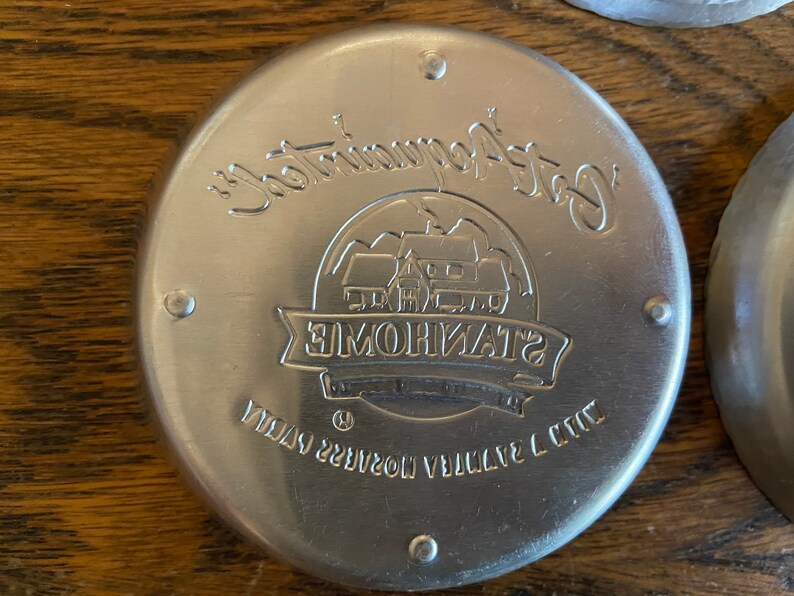 "Get Acquainted"
STANHOME
®
WITH A STANLEY HOSTESS PARTY